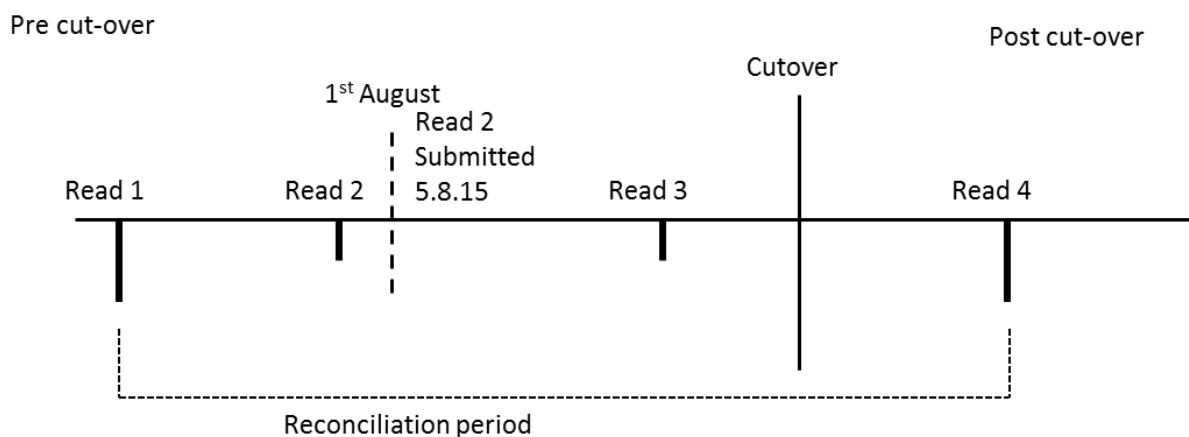 Pre cut-over
Post cut-over
Cutover
1st August
Read 2
Submitted
5.8.15
Read 1
Read 2
Read 3
Read 4
Reconciliation period